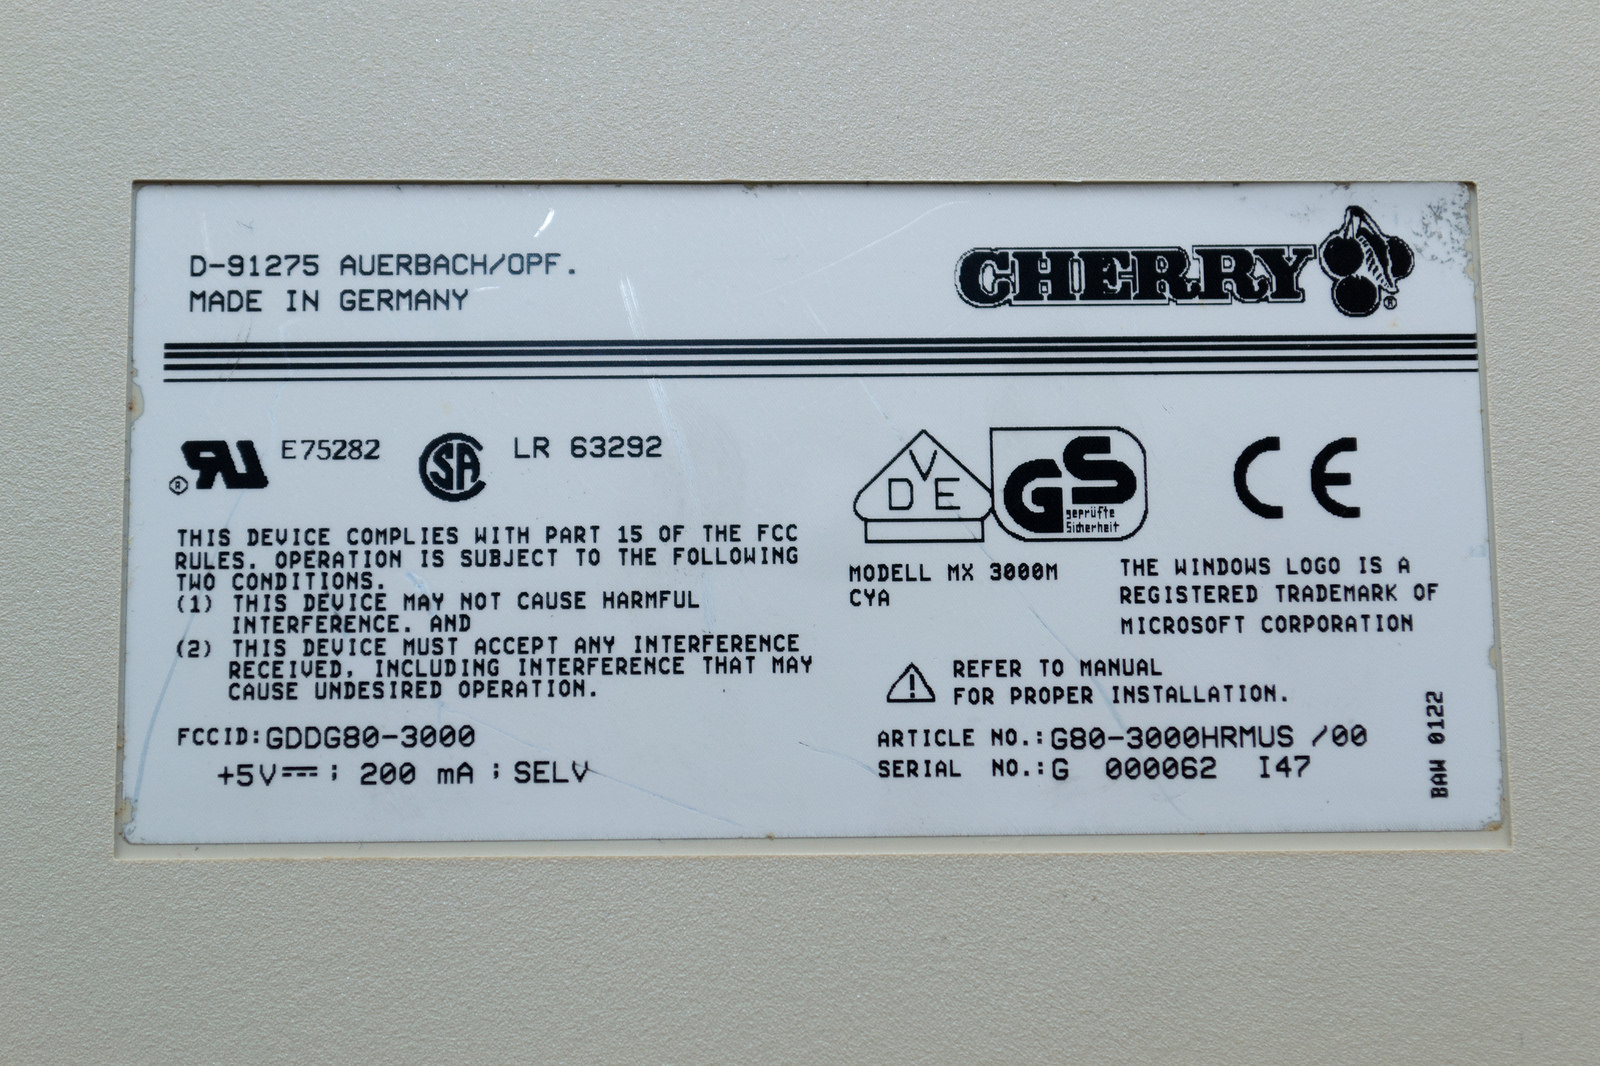 D-91275 AUERBACH/OPF.
MADE IN GERMANY
CHERRY
®
®
E75282
SA
LR 63292
VDE
GS
geprüfte
Sicherheit
CE
THIS DEVICE COMPLIES WITH PART 15 OF THE FCC
RULES. OPERATION IS SUBJECT TO THE FOLLOWING
TWO CONDITIONS.
(1) THIS DEVICE MAY NOT CAUSE HARMFUL
INTERFERENCE. AND
(2) THIS DEVICE MUST ACCEPT ANY INTERFERENCE
RECEIVED, INCLUDING INTERFERENCE THAT MAY
CAUSE UNDESIRED OPERATION.
FCCID:GDDG80-3000
+5V⎓ ; 200 mA ; SELV
MODELL MX 3000M
CYA
THE WINDOWS LOGO IS A
REGISTERED TRADEMARK OF
MICROSOFT CORPORATION
REFER TO MANUAL
FOR PROPER INSTALLATION.
ARTICLE NO.:G80-3000HRMUS /00
SERIAL NO.:G 000062 I47
BAW 0122